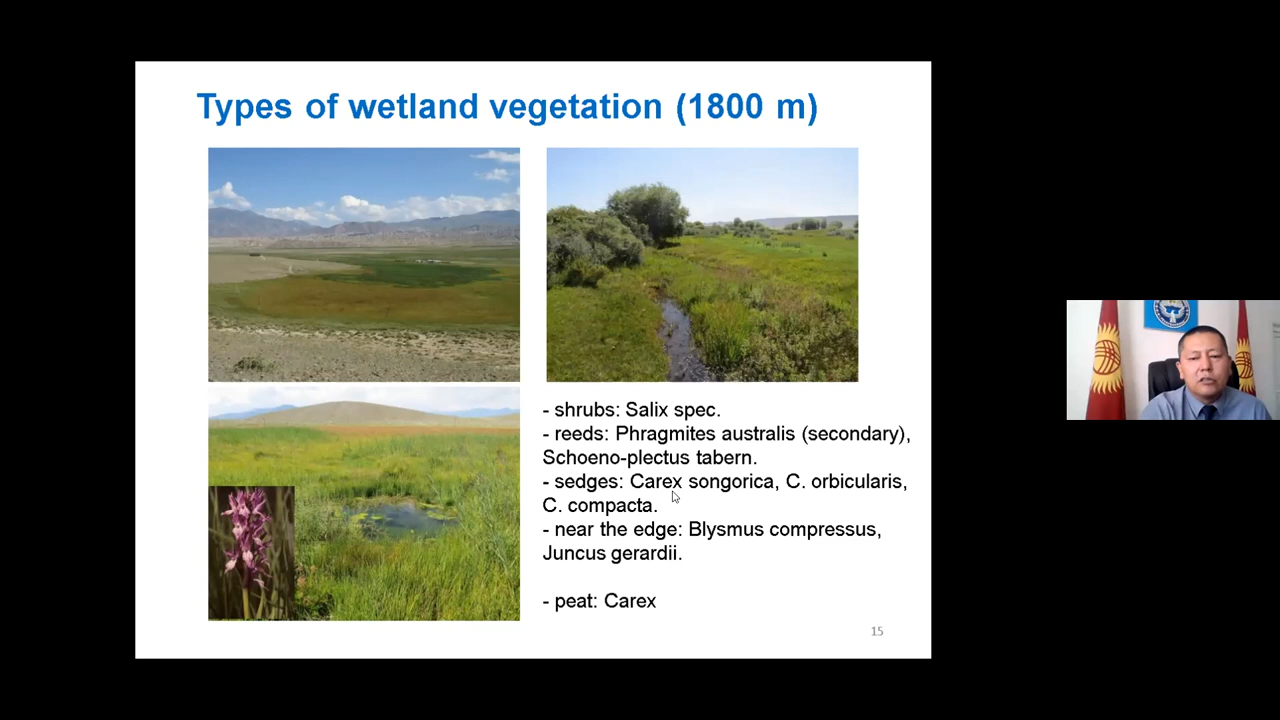 Types of wetland vegetation (1800 m)
- shrubs: Salix spec.
- reeds: Phragmites australis (secondary),
Schoeno-plectus tabern.
- sedges: Carex songorica, C. orbicularis,
C. compacta.
- near the edge: Blysmus compressus,
Juncus gerardii.
- peat: Carex
15